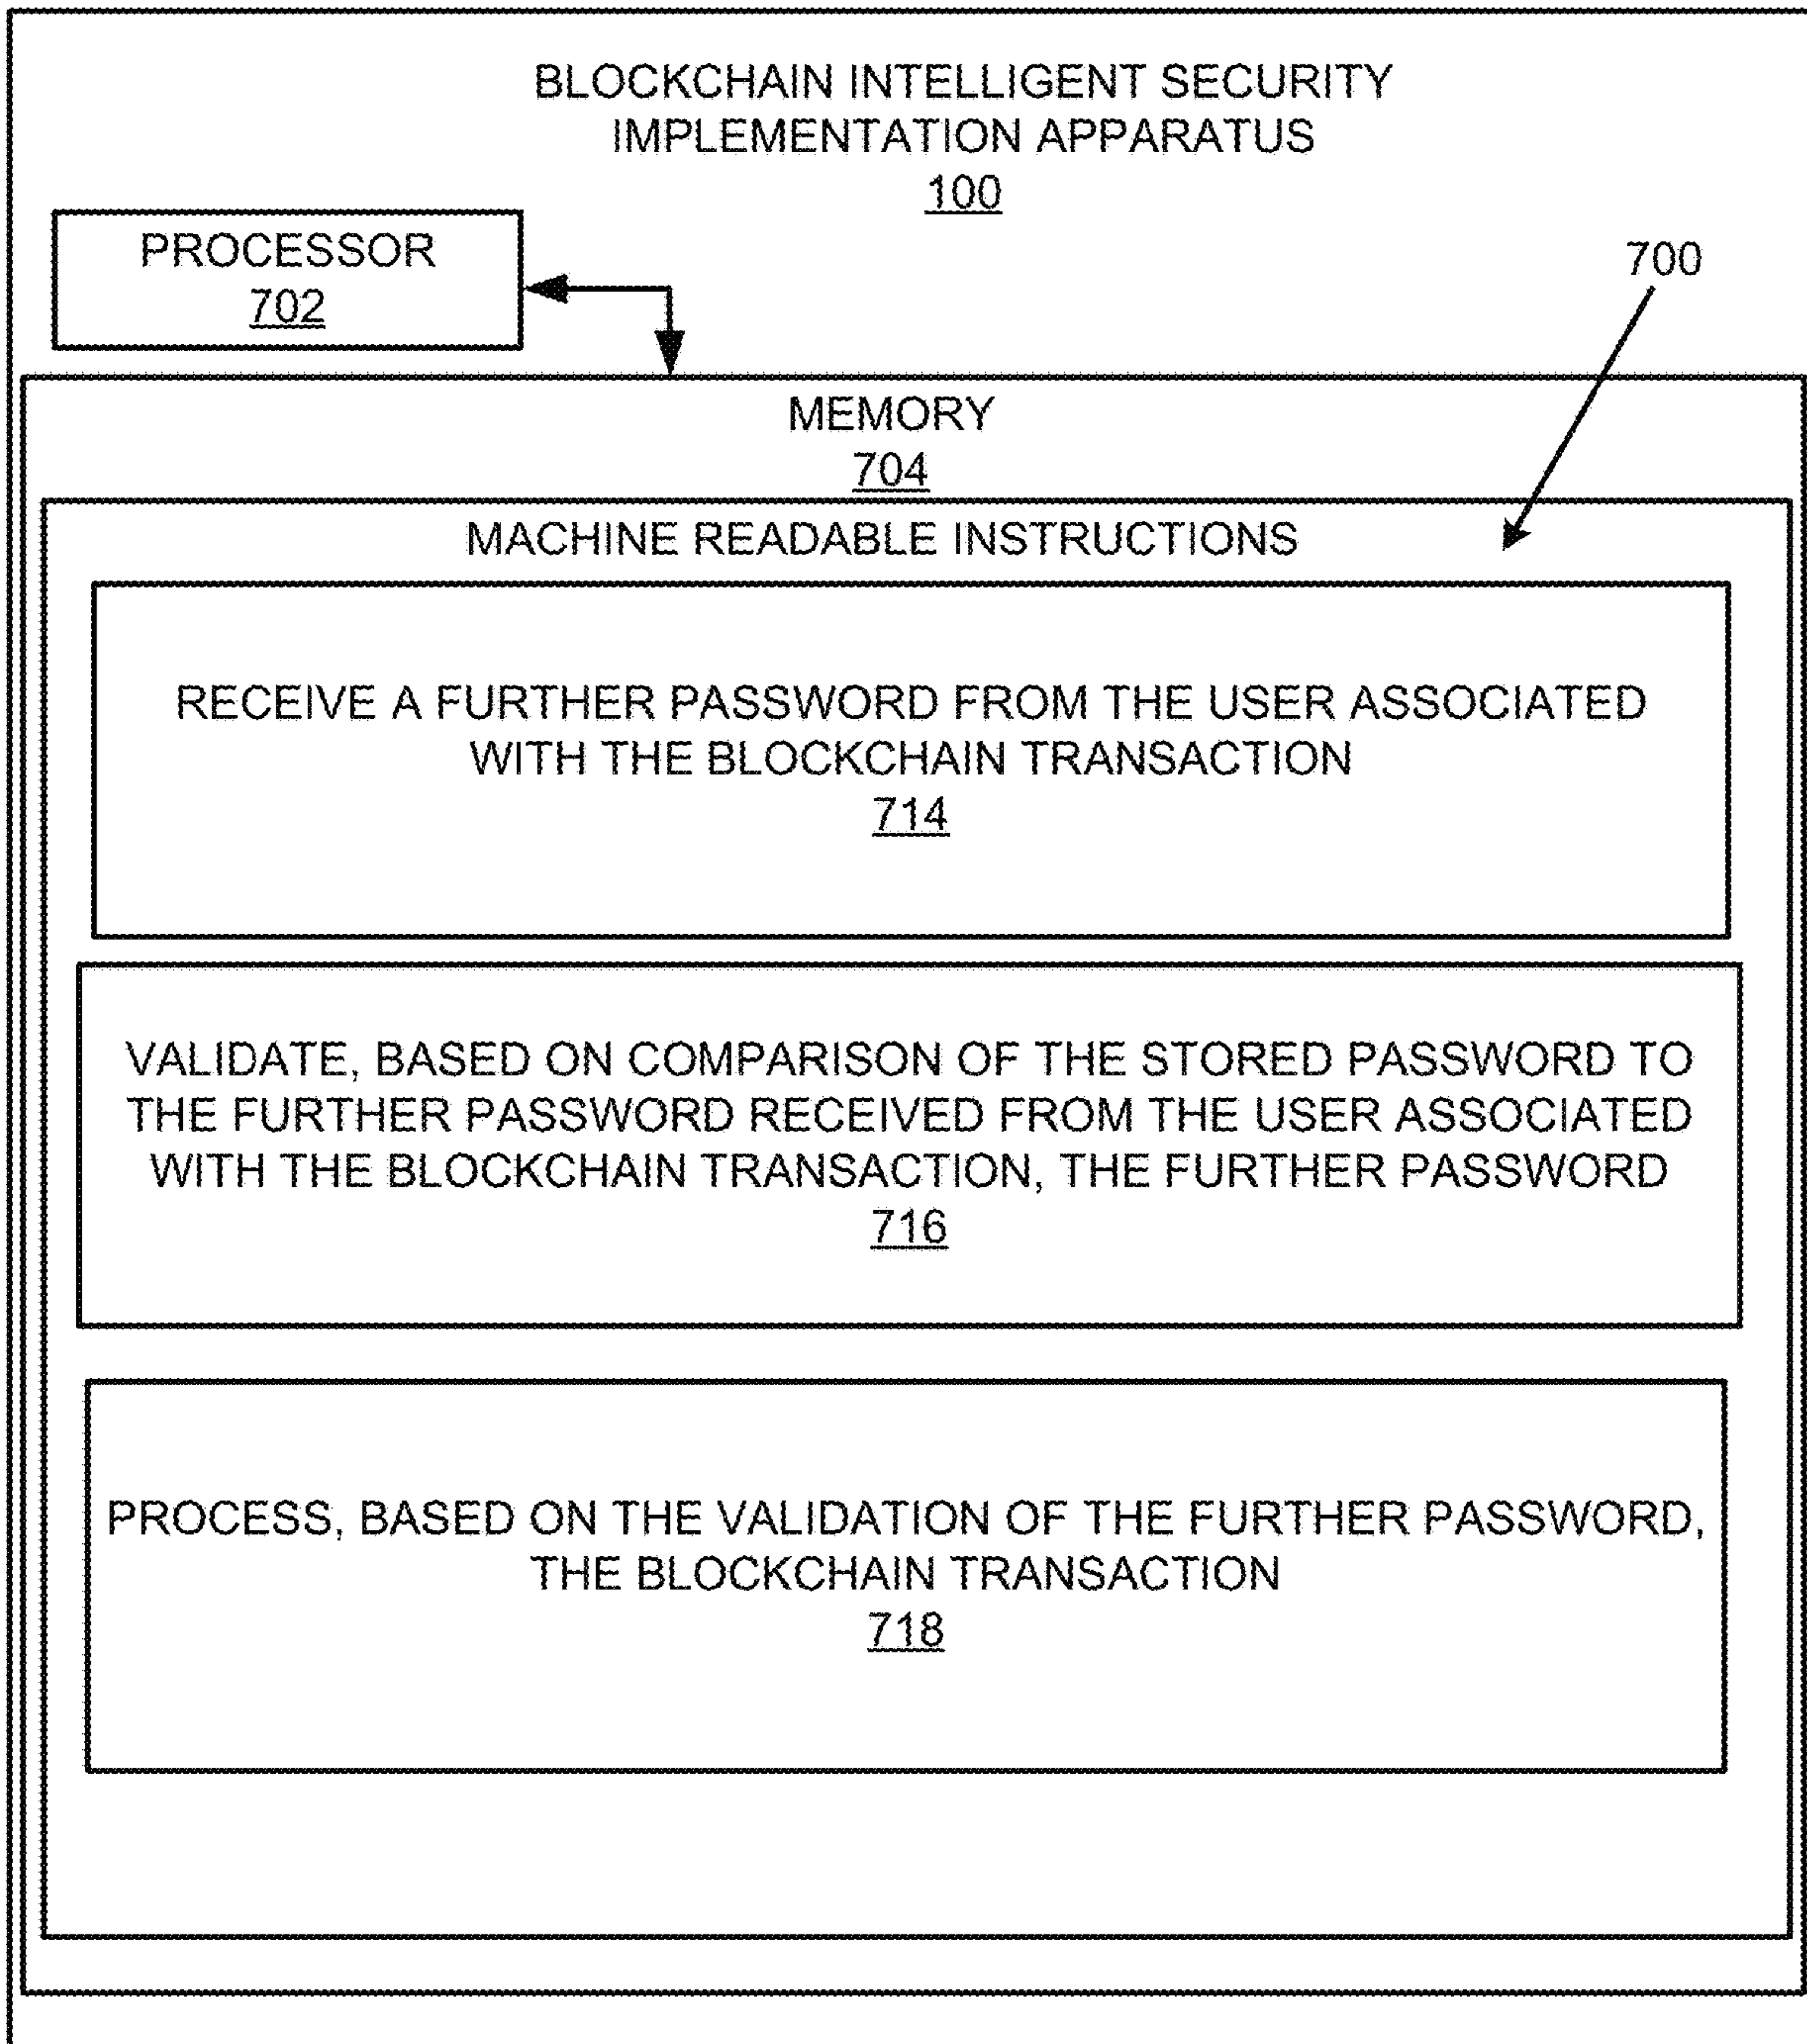 BLOCKCHAIN INTELLIGENT SECURITY
IMPLEMENTATION APPARATUS
100
PROCESSOR
702
700
MEMORY
704
MACHINE READABLE INSTRUCTIONS
RECEIVE A FURTHER PASSWORD FROM THE USER ASSOCIATED
WITH THE BLOCKCHAIN TRANSACTION
714
VALIDATE, BASED ON COMPARISON OF THE STORED PASSWORD TO
THE FURTHER PASSWORD RECEIVED FROM THE USER ASSOCIATED
WITH THE BLOCKCHAIN TRANSACTION, THE FURTHER PASSWORD
716
PROCESS, BASED ON THE VALIDATION OF THE FURTHER PASSWORD,
THE BLOCKCHAIN TRANSACTION
718